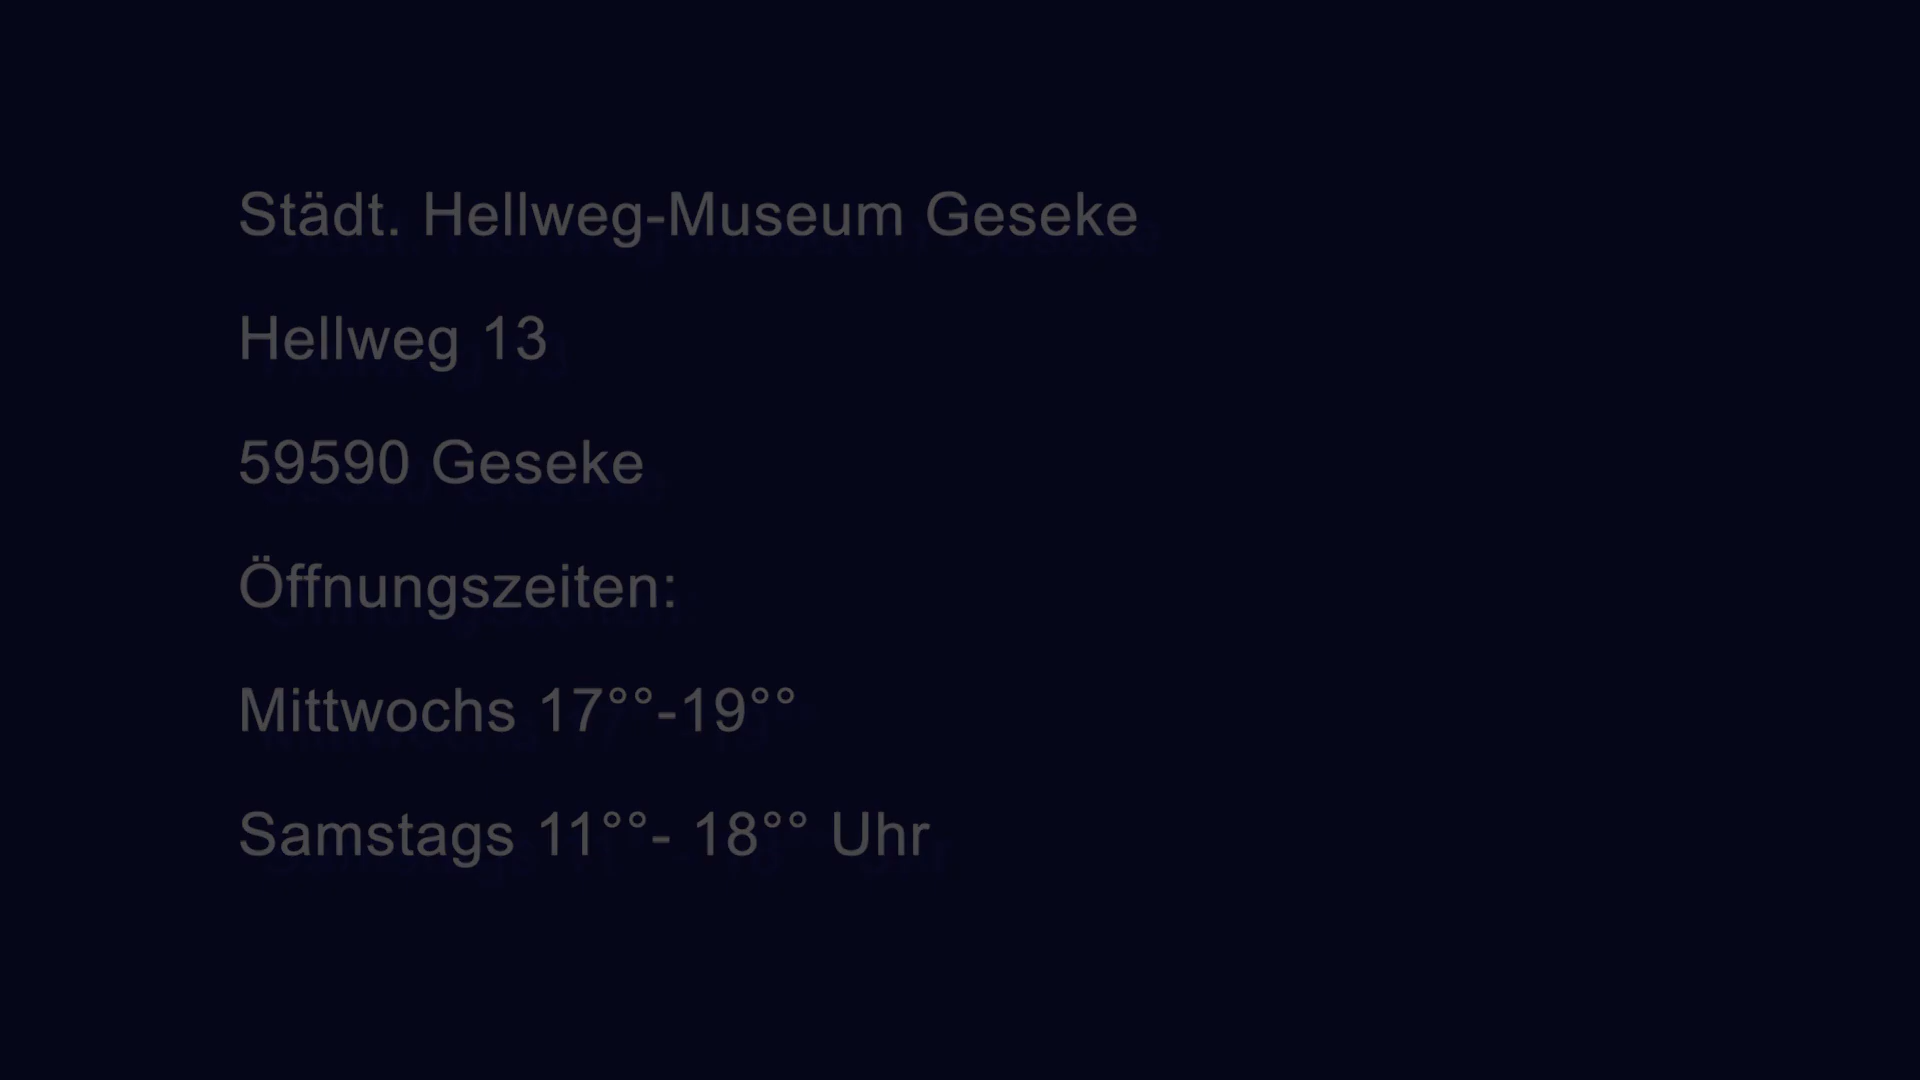 Städt. Hellweg-Museum Geseke
Hellweg 13
59590 Geseke
Öffnungszeiten:
Mittwochs 17°°-19°°
Samstags 11°°- 18°° Uhr